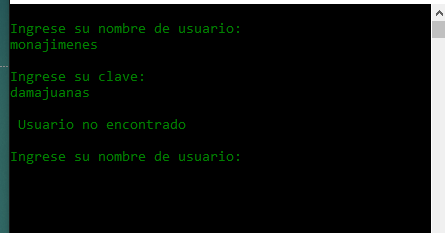 Ingrese su nombre de usuario:
monajimenes
Ingrese su clave:
damajuanas
Usuario no encontrado
Ingrese su nombre de usuario: